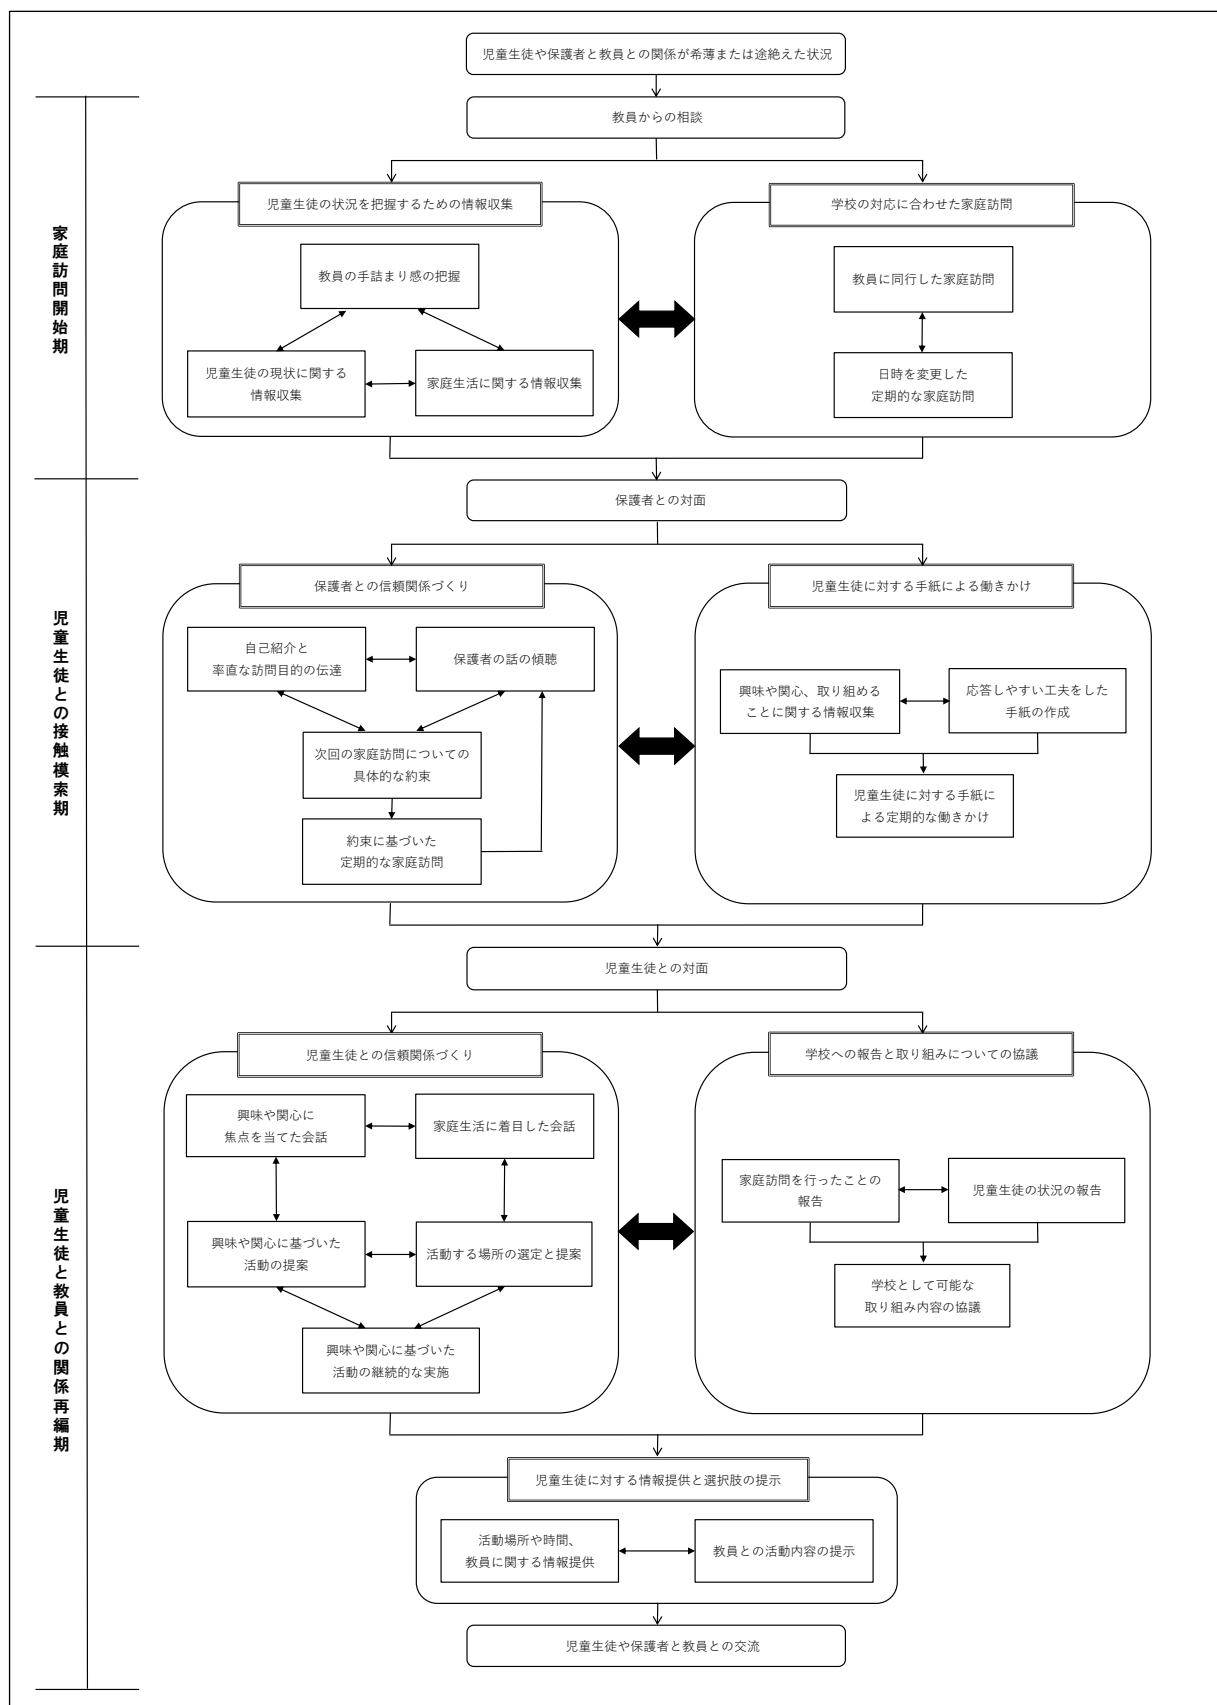 児童生徒や保護者と教員との関係が希薄または途絶えた状況
教員からの相談
家庭訪問開始期
児童生徒の状況を把握するための情報収集
教員の手詰まり感の把握
児童生徒の現状に関する
情報収集
家庭生活に関する情報収集
学校の対応に合わせた家庭訪問
教員に同行した家庭訪問
日時を変更した
定期的な家庭訪問
保護者との対面
児童生徒との接触模索期
保護者との信頼関係づくり
自己紹介と
率直な訪問目的の伝達
保護者の話の傾聴
次回の家庭訪問についての
具体的な約束
約束に基づいた
定期的な家庭訪問
児童生徒に対する手紙による働きかけ
興味や関心、取り組める
ことに関する情報収集
応答しやすい工夫をした
手紙の作成
児童生徒に対する手紙に
よる定期的な働きかけ
児童生徒との対面
児童生徒と教員との関係再編期
児童生徒との信頼関係づくり
興味や関心に
焦点を当てた会話
家庭生活に着目した会話
興味や関心に基づいた
活動の提案
活動する場所の選定と提案
興味や関心に基づいた
活動の継続的な実施
学校への報告と取り組みについての協議
家庭訪問を行ったことの
報告
児童生徒の状況の報告
学校として可能な
取り組み内容の協議
児童生徒に対する情報提供と選択肢の提示
活動場所や時間、
教員に関する情報提供
教員との活動内容の提示
児童生徒や保護者と教員との交流